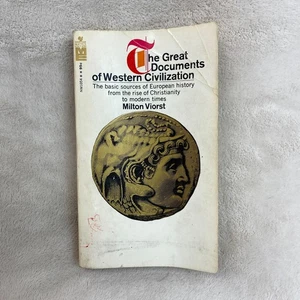 The Great
Documents
of Western Civilization
The basic sources of European history
from the rise of Christianity
to modern times
Milton Viorst